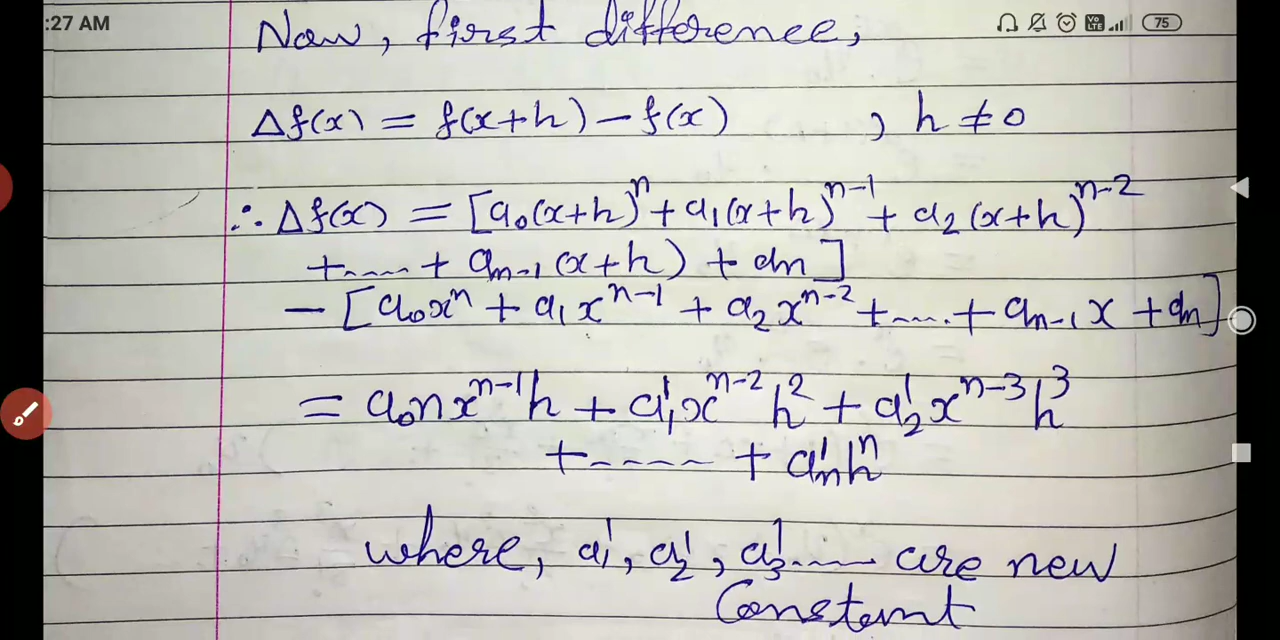 :27 AM
VoLTE 75
Now, first difference,
Δf(x) = f(x+h) – f(x) , h ≠ 0
∴ Δf(x) = [a₀(x+h)ⁿ + a₁(x+h)ⁿ⁻¹ + a₂(x+h)ⁿ⁻²
+..... + aₙ₋₁(x+h) + aₙ]
– [a₀xⁿ + a₁xⁿ⁻¹ + a₂xⁿ⁻² +..... + aₙ₋₁x + aₙ]
= a₀nxⁿ⁻¹h + a₁'xⁿ⁻²h² + a₂'xⁿ⁻³h³
+----- + aₙ'hⁿ
where, a₁', a₂', a₃'..... are new
Constant